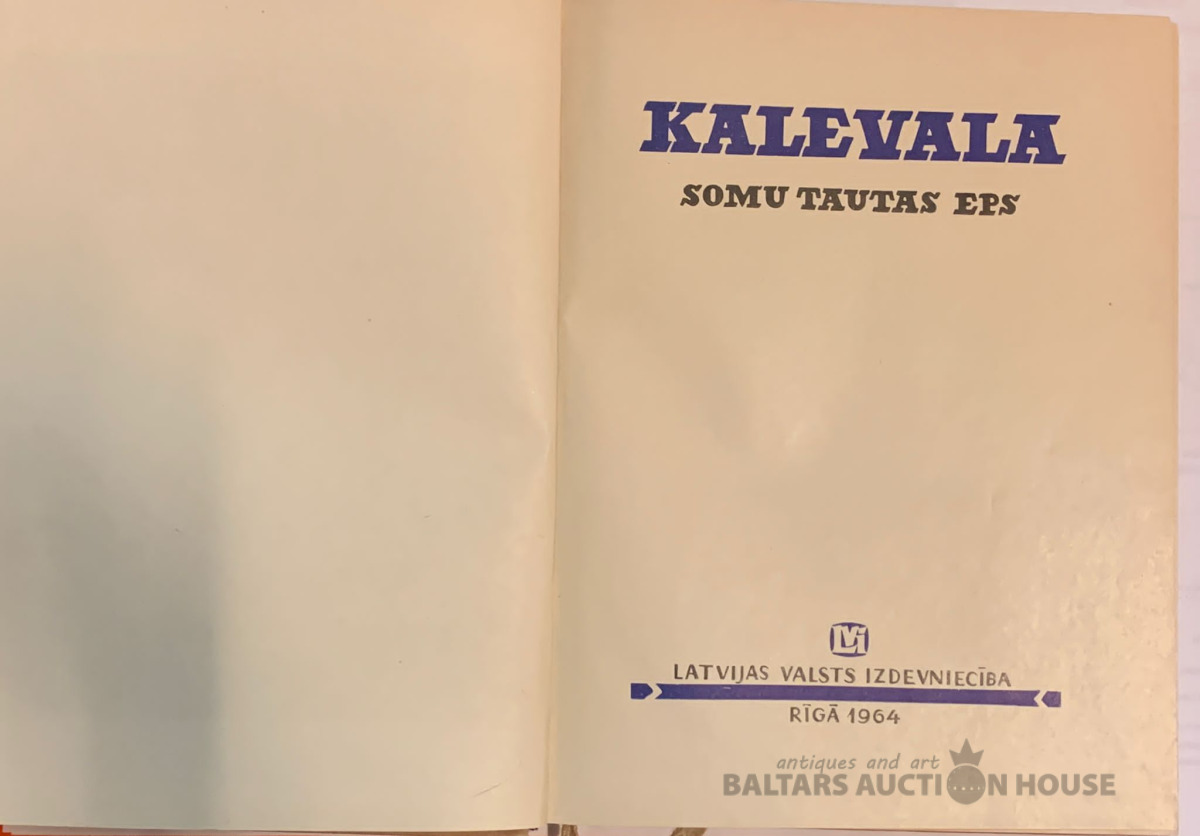 KALEVALA
SOMU TAUTAS EPS
LVI
LATVIJAS VALSTS IZDEVNIECĪBA
RĪGĀ 1964
antiques and art
BALTARS AUCTION HOUSE